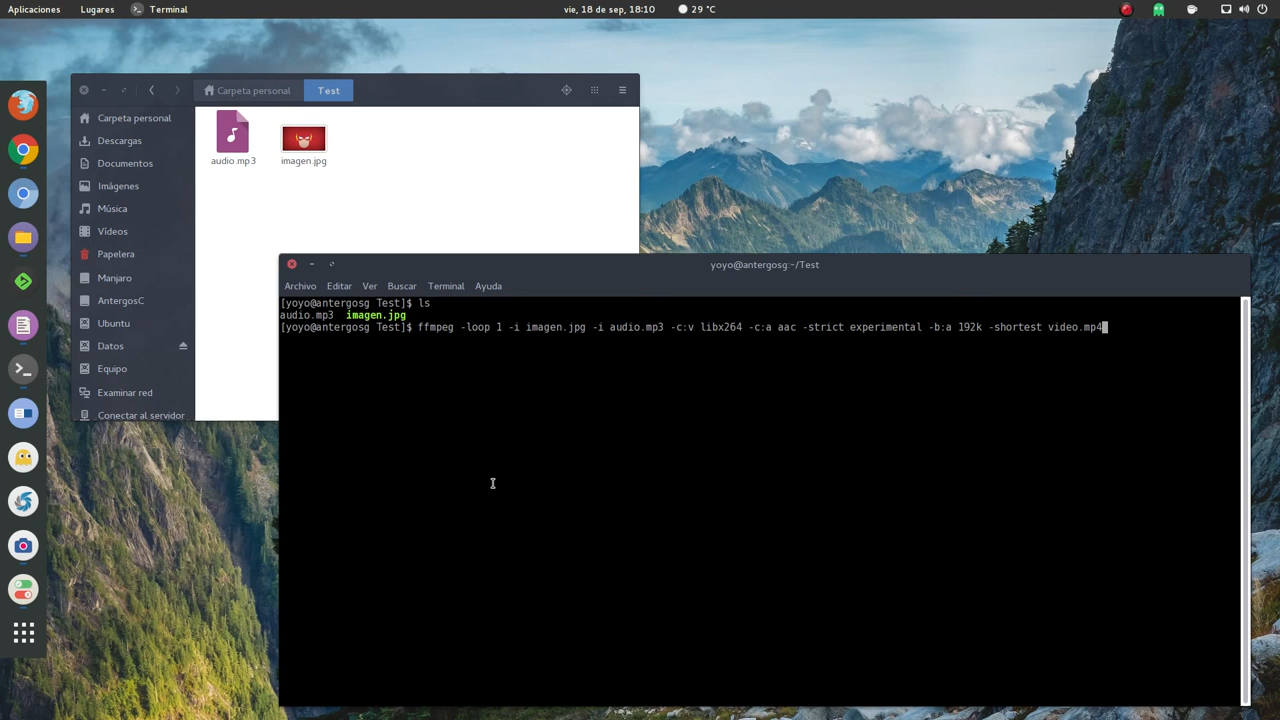 Aplicaciones Lugares Terminal vie, 18 de sep, 18:10 29 °C
Carpeta personal Test
Carpeta personal
Descargas
Documentos
Imágenes
Música
Vídeos
Papelera
Manjaro
AntergosC
Ubuntu
Datos
Equipo
Examinar red
Conectar al servidor
audio.mp3 imagen.jpg
yoyo@antergosg:~/Test
Archivo Editar Ver Buscar Terminal Ayuda
[yoyo@antergosg Test]$ ls
audio.mp3 imagen.jpg
[yoyo@antergosg Test]$ ffmpeg -loop 1 -i imagen.jpg -i audio.mp3 -c:v libx264 -c:a aac -strict experimental -b:a 192k -shortest video.mp4